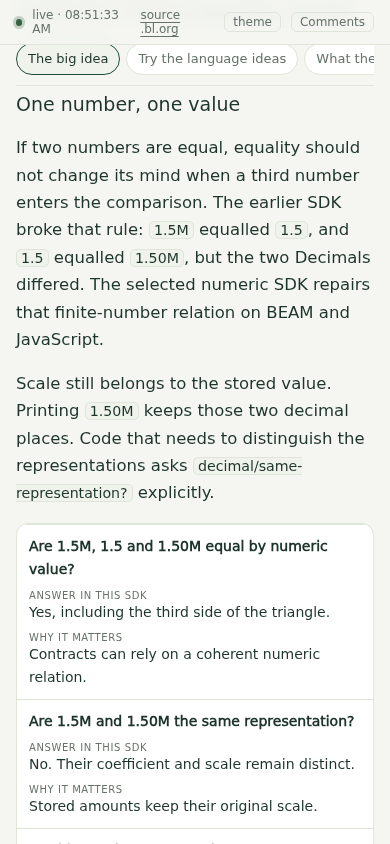 live · 08:51:33 AM
source.bl.org
theme
Comments
The big idea
Try the language ideas
What the
One number, one value
If two numbers are equal, equality should
not change its mind when a third number
enters the comparison. The earlier SDK
broke that rule: 1.5M equalled 1.5, and
1.5 equalled 1.50M, but the two Decimals
differed. The selected numeric SDK repairs
that finite-number relation on BEAM and
JavaScript.
Scale still belongs to the stored value.
Printing 1.50M keeps those two decimal
places. Code that needs to distinguish the
representations asks decimal/same-
representation? explicitly.
Are 1.5M, 1.5 and 1.50M equal by numeric
value?
ANSWER IN THIS SDK
Yes, including the third side of the triangle.
WHY IT MATTERS
Contracts can rely on a coherent numeric
relation.
Are 1.5M and 1.50M the same representation?
ANSWER IN THIS SDK
No. Their coefficient and scale remain distinct.
WHY IT MATTERS
Stored amounts keep their original scale.